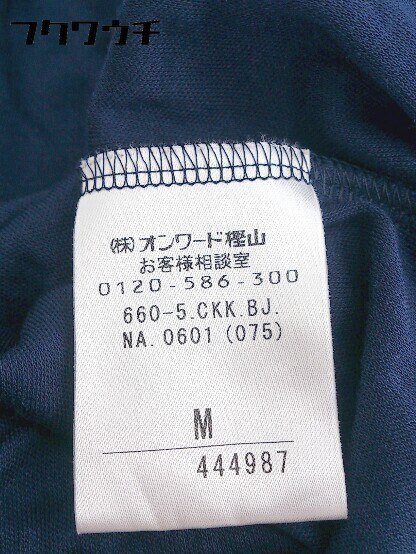 フクワウチ
(株)オンワード樫山
お客様相談室
0120-586-300
660-5.CKK.BJ.
NA.0601(075)
M
444987